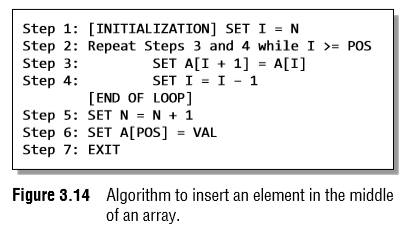 Step 1: [INITIALIZATION] SET I = N
Step 2: Repeat Steps 3 and 4 while I >= POS
Step 3: SET A[I + 1] = A[I]
Step 4: SET I = I - 1
[END OF LOOP]
Step 5: SET N = N + 1
Step 6: SET A[POS] = VAL
Step 7: EXIT
Figure 3.14 Algorithm to insert an element in the middle
of an array.